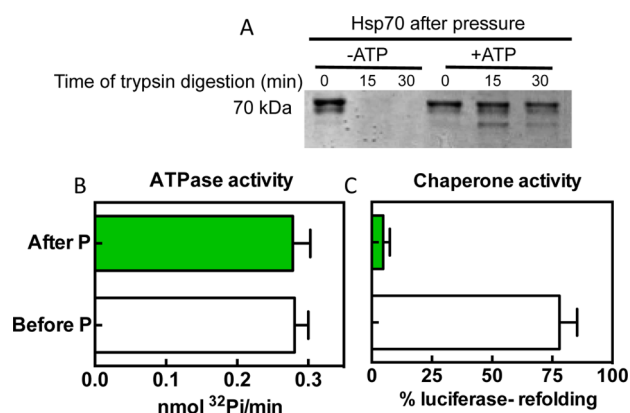 A
Hsp70 after pressure
-ATP +ATP
Time of trypsin digestion (min) 0 15 30 0 15 30
70 kDa
B ATPase activity
C Chaperone activity
After P
Before P
0.0 0.1 0.2 0.3
0 25 50 75 100
nmol ³²Pi/min
% luciferase- refolding